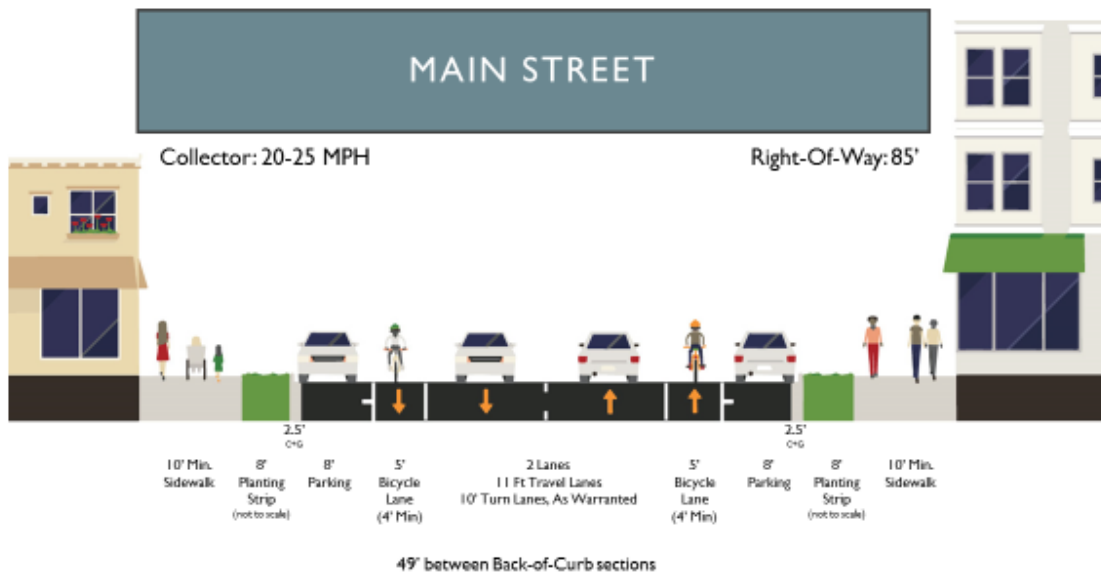 MAIN STREET
Collector: 20-25 MPH
Right-Of-Way: 85'
2.5'
C+G
2.5'
C+G
10' Min.
Sidewalk
8'
Planting
Strip
(not to scale)
8'
Parking
5'
Bicycle
Lane
(4' Min)
2 Lanes
11 Ft Travel Lanes
10' Turn Lanes, As Warranted
5'
Bicycle
Lane
(4' Min)
8'
Parking
8'
Planting
Strip
(not to scale)
10' Min.
Sidewalk
49' between Back-of-Curb sections